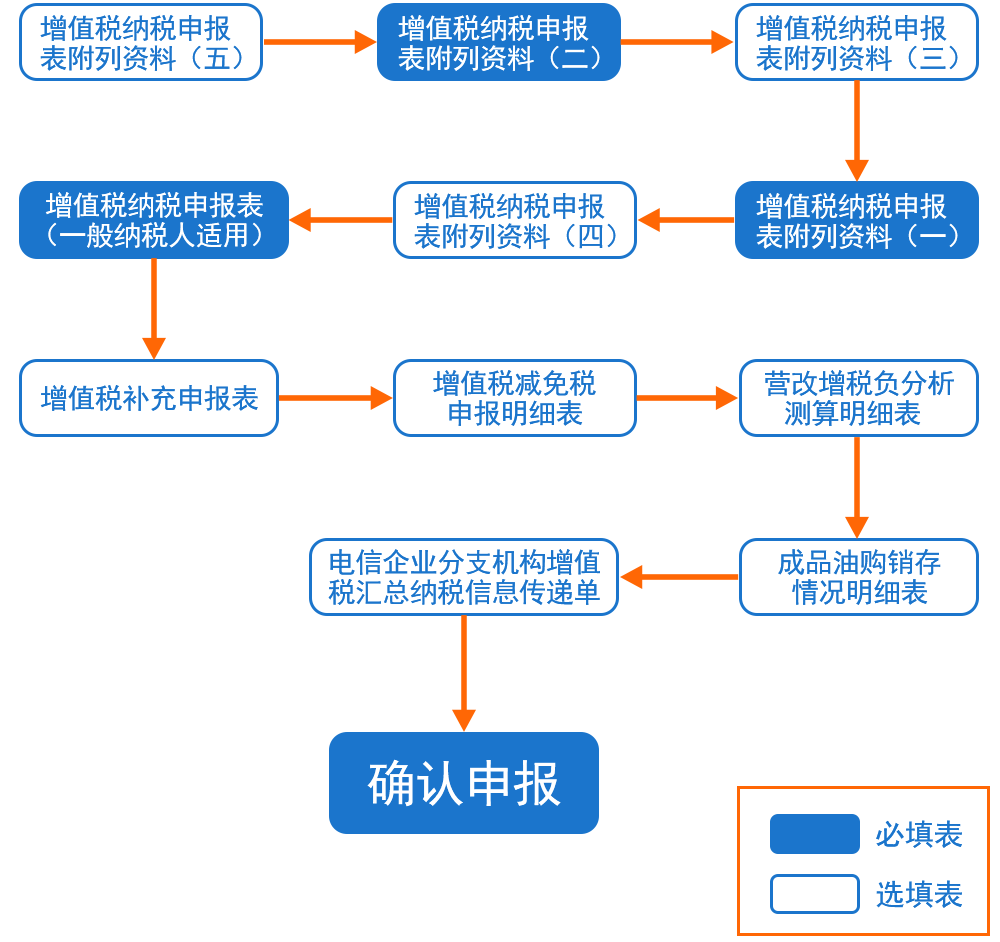 增值税纳税申报
表附列资料（五）
增值税纳税申报
表附列资料（二）
增值税纳税申报
表附列资料（三）
增值税纳税申报表
（一般纳税人适用）
增值税纳税申报
表附列资料（四）
增值税纳税申报
表附列资料（一）
增值税补充申报表
增值税减免税
申报明细表
营改增税负分析
测算明细表
电信企业分支机构增值
税汇总纳税信息传递单
成品油购销存
情况明细表
确认申报
必填表
选填表